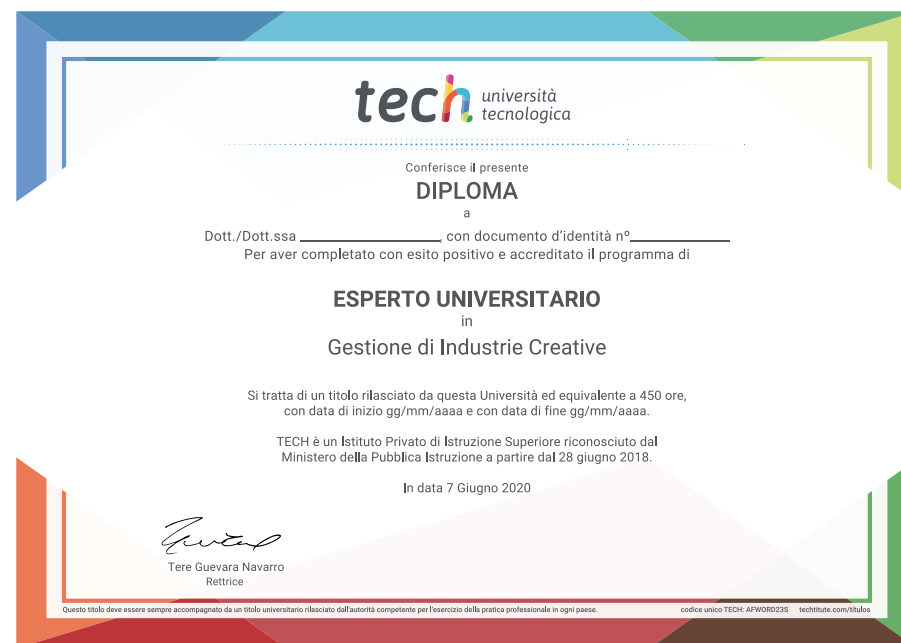 tech università
tecnologica
Conferisce il presente
DIPLOMA
a
Dott./Dott.ssa , con documento d'identità nº
Per aver completato con esito positivo e accreditato il programma di
ESPERTO UNIVERSITARIO
in
Gestione di Industrie Creative
Si tratta di un titolo rilasciato da questa Università ed equivalente a 450 ore,
con data di inizio gg/mm/aaaa e con data di fine gg/mm/aaaa.
TECH è un Istituto Privato di Istruzione Superiore riconosciuto dal
Ministero della Pubblica Istruzione a partire dal 28 giugno 2018.
In data 7 Giugno 2020
Tere Guevara Navarro
Rettrice
Questo titolo deve essere sempre accompagnato da un titolo universitario rilasciato dall'autorità competente per l'esercizio della pratica professionale in ogni paese. codice unico TECH: AFWORD23S techtitute.com/títulos